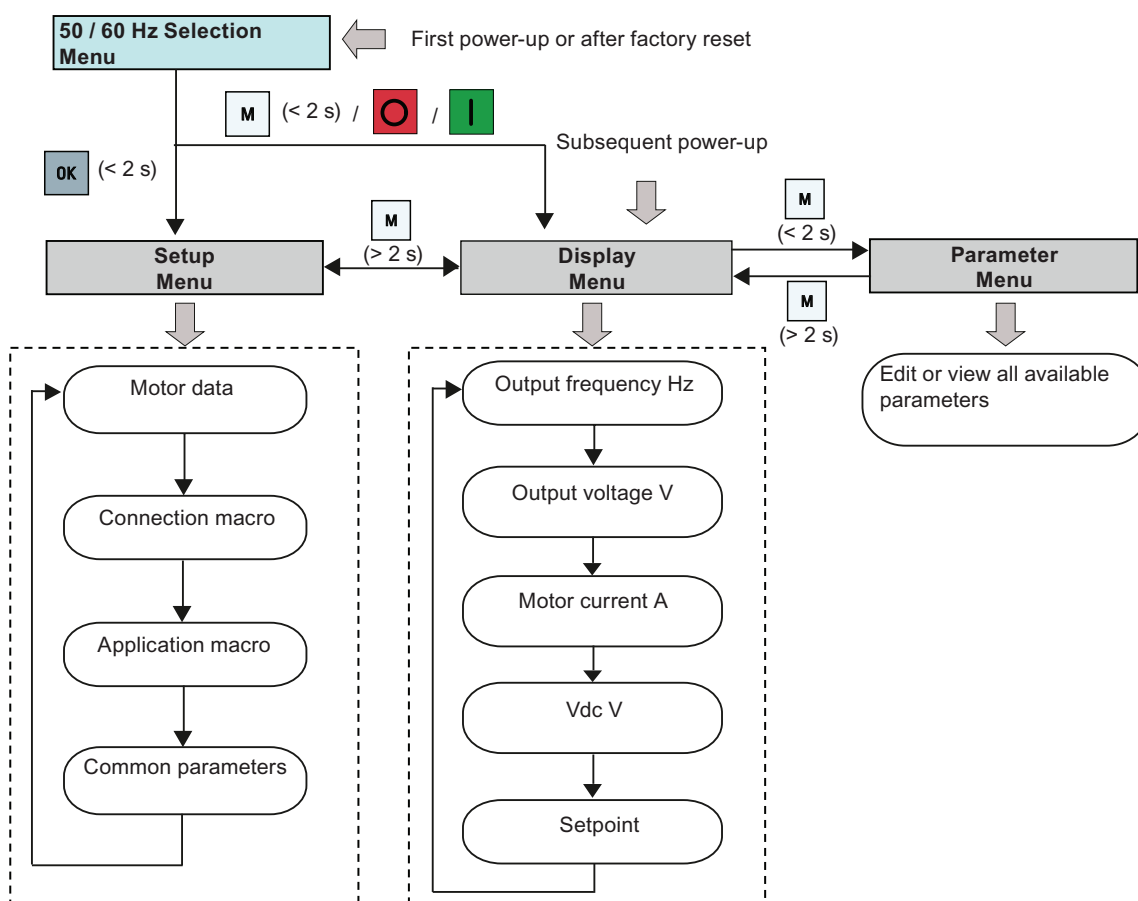 50 / 60 Hz Selection
Menu
First power-up or after factory reset
M (< 2 s) / O / I
Subsequent power-up
OK (< 2 s)
M
(> 2 s)
M
(< 2 s)
Setup
Menu
Display
Menu
Parameter
Menu
M
(> 2 s)
Motor data
Connection macro
Application macro
Common parameters
Output frequency Hz
Output voltage V
Motor current A
Vdc V
Setpoint
Edit or view all available
parameters